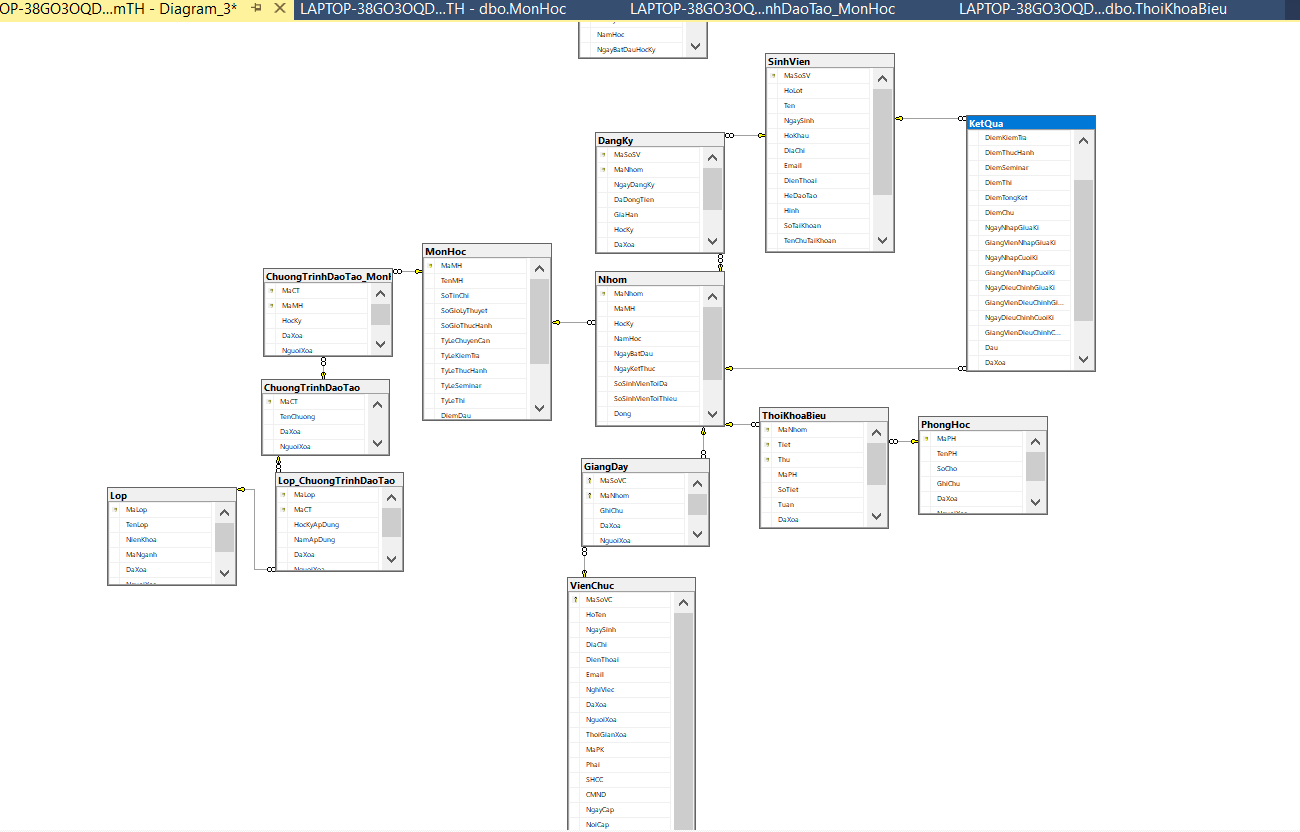 OP-38GO3OQD...mTH - Diagram_3*
LAPTOP-38GO3OQD...TH - dbo.MonHoc
LAPTOP-38GO3OQ...nhDaoTao_MonHoc
LAPTOP-38GO3OQD...dbo.ThoiKhoaBieu
NamHoc
NgayBatDauHocKy
SinhVien
MaSoSV
HoLot
Ten
NgaySinh
HoKhau
DiaChi
Email
DienThoai
HeDaoTao
Hinh
SoTaiKhoan
TenChuTaiKhoan
KetQua
DiemKiemTra
DiemThucHanh
DiemSeminar
DiemThi
DiemTongKet
DiemChu
NgayNhapGiuaKi
GiangVienNhapGiuaKi
NgayNhapCuoiKi
GiangVienNhapCuoiKi
NgayDieuChinhGiuaKi
GiangVienDieuChinhGi...
NgayDieuChinhCuoiKi
GiangVienDieuChinhC...
Dau
DaXoa
DangKy
MaSoSV
MaNhom
NgayDangKy
DaDongTien
GiaHan
HocKy
DaXoa
MonHoc
MaMH
TenMH
SoTinChi
SoGioLyThuyet
SoGioThucHanh
TyLeChuyenCan
TyLeKiemTra
TyLeThucHanh
TyLeSeminar
TyLeThi
DiemDau
ChuongTrinhDaoTao_MonH
MaCT
MaMH
HocKy
DaXoa
NguoiXoa
Nhom
MaNhom
MaMH
HocKy
NamHoc
NgayBatDau
NgayKetThuc
SoSinhVienToiDa
SoSinhVienToiThieu
Dong
ChuongTrinhDaoTao
MaCT
TenChuong
DaXoa
NguoiXoa
ThoiKhoaBieu
MaNhom
Tiet
Thu
MaPH
SoTiet
Tuan
DaXoa
PhongHoc
MaPH
TenPH
SoCho
GhiChu
DaXoa
NguoiXoa
GiangDay
MaSoVC
MaNhom
GhiChu
DaXoa
NguoiXoa
Lop_ChuongTrinhDaoTao
MaLop
MaCT
HocKyApDung
NamApDung
DaXoa
NguoiXoa
Lop
MaLop
TenLop
NienKhoa
MaNganh
DaXoa
NguoiXoa
VienChuc
MaSoVC
HoTen
NgaySinh
DiaChi
DienThoai
Email
NghiViec
DaXoa
NguoiXoa
ThoiGianXoa
MaPK
Phai
SHCC
CMND
NgayCap
NoiCap